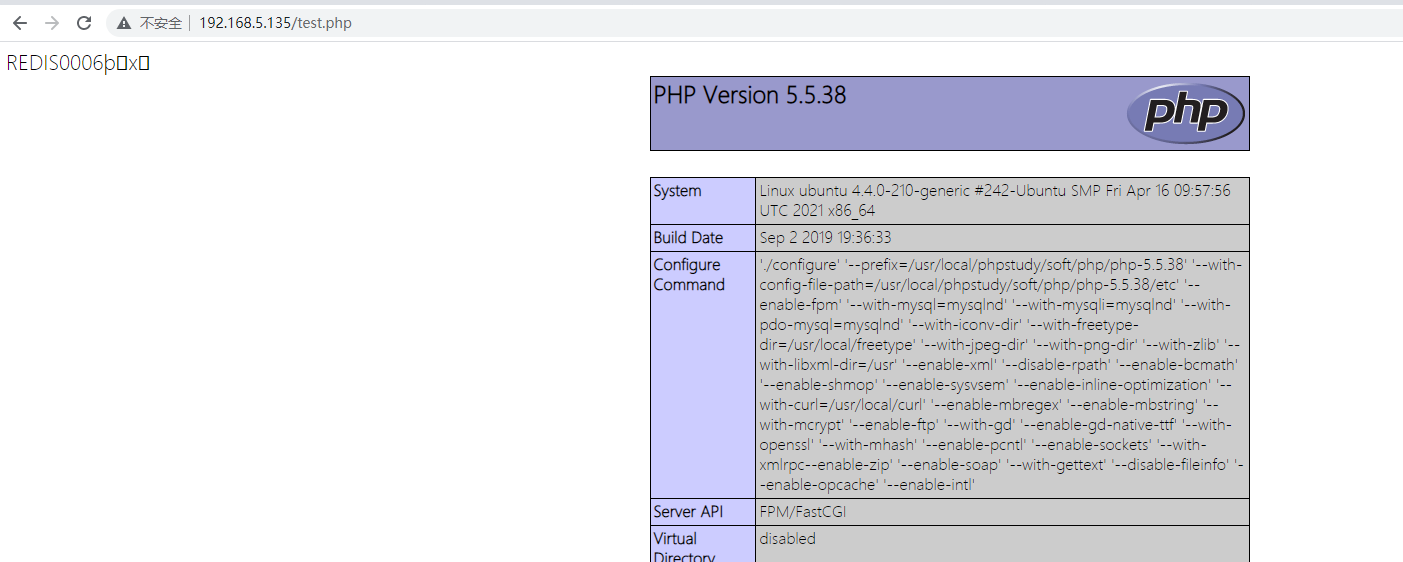 不安全 192.168.5.135/test.php
REDIS0006þ▯x▯
PHP Version 5.5.38
php
System
Linux ubuntu 4.4.0-210-generic #242-Ubuntu SMP Fri Apr 16 09:57:56
UTC 2021 x86_64
Build Date
Sep 2 2019 19:36:33
Configure
Command
'./configure' '--prefix=/usr/local/phpstudy/soft/php/php-5.5.38' '--with-
config-file-path=/usr/local/phpstudy/soft/php/php-5.5.38/etc' '--
enable-fpm' '--with-mysql=mysqlnd' '--with-mysqli=mysqlnd' '--with-
pdo-mysql=mysqlnd' '--with-iconv-dir' '--with-freetype-
dir=/usr/local/freetype' '--with-jpeg-dir' '--with-png-dir' '--with-zlib' '--
with-libxml-dir=/usr' '--enable-xml' '--disable-rpath' '--enable-bcmath'
'--enable-shmop' '--enable-sysvsem' '--enable-inline-optimization' '--
with-curl=/usr/local/curl' '--enable-mbregex' '--enable-mbstring' '--
with-mcrypt' '--enable-ftp' '--with-gd' '--enable-gd-native-ttf' '--with-
openssl' '--with-mhash' '--enable-pcntl' '--enable-sockets' '--with-
xmlrpc--enable-zip' '--enable-soap' '--with-gettext' '--disable-fileinfo' '-
-enable-opcache' '--enable-intl'
Server API
FPM/FastCGI
Virtual
Directory
disabled